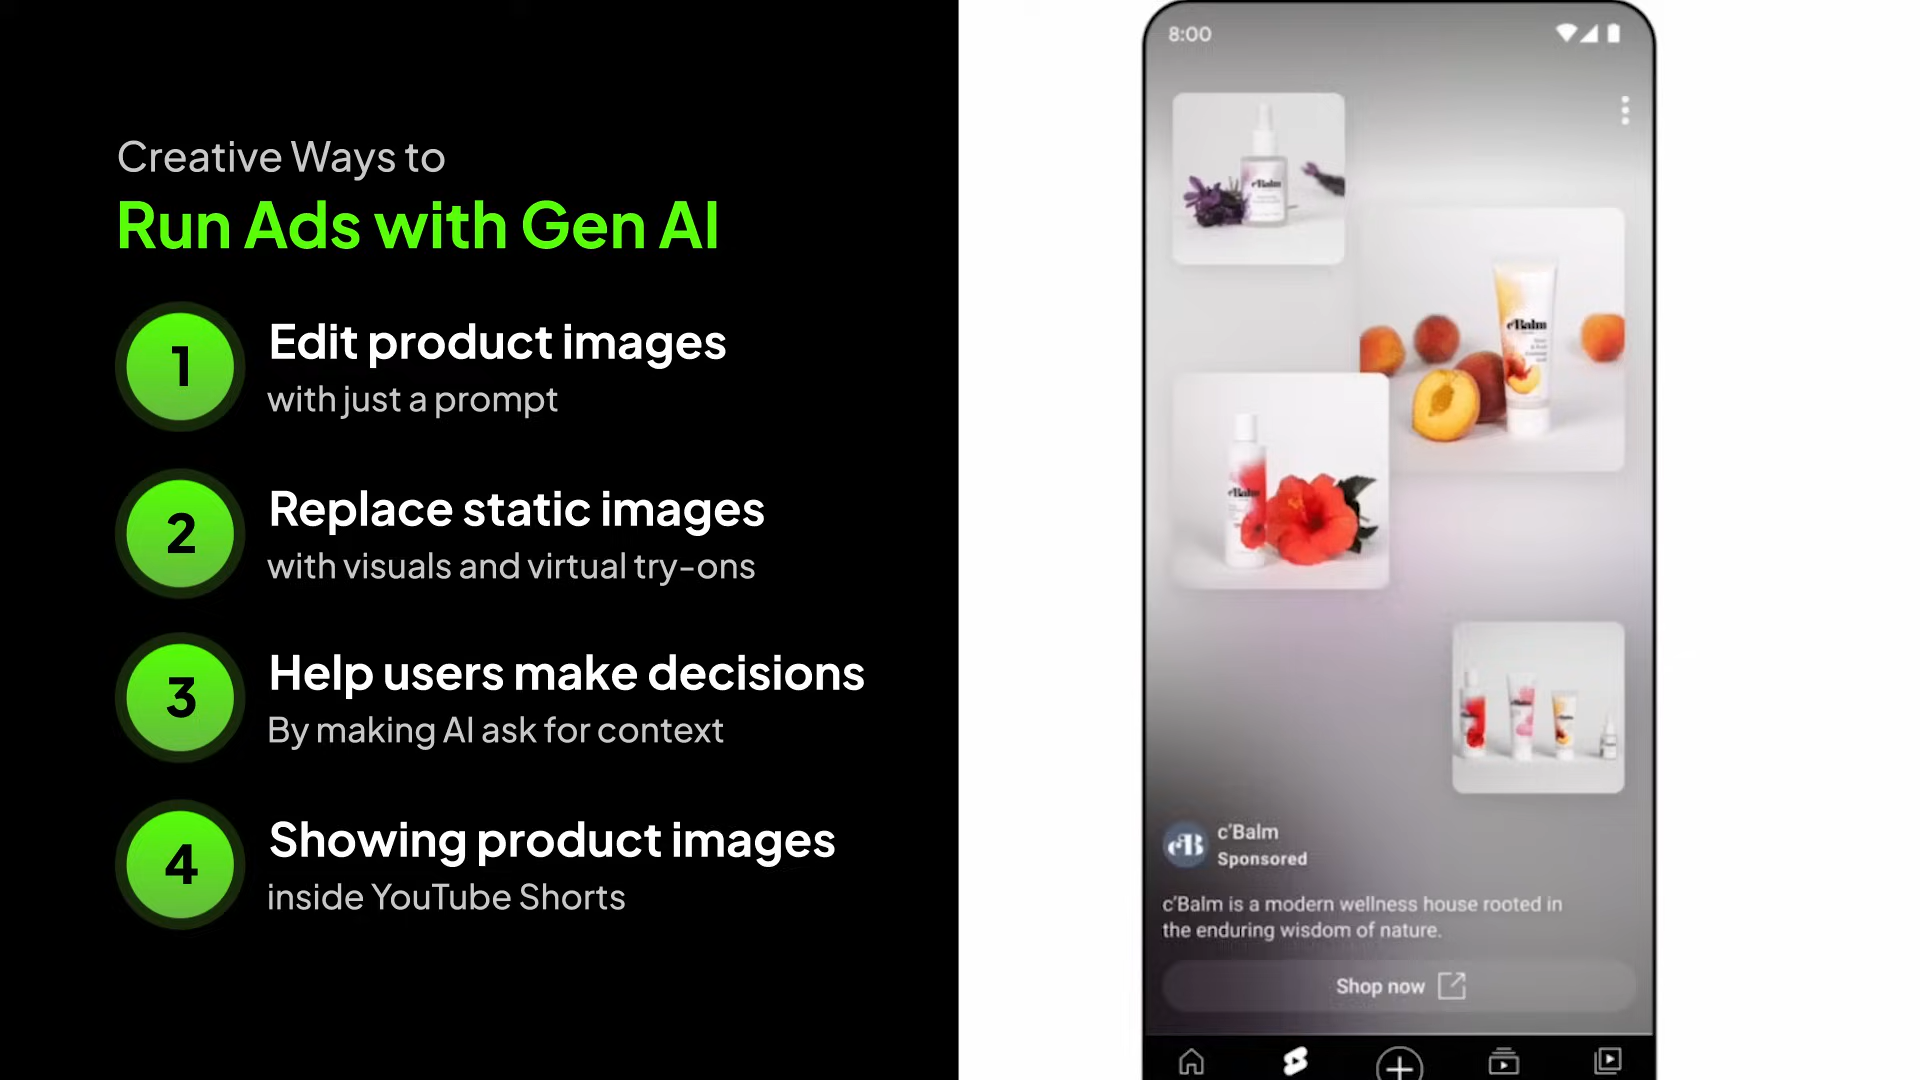 Creative Ways to
Run Ads with Gen AI
1
Edit product images
with just a prompt
2
Replace static images
with visuals and virtual try-ons
3
Help users make decisions
By making AI ask for context
4
Showing product images
inside YouTube Shorts
8:00
c'Balm
c'Balm
c'Balm
c'B
c'Balm
Sponsored
c'Balm is a modern wellness house rooted in
the enduring wisdom of nature.
Shop now